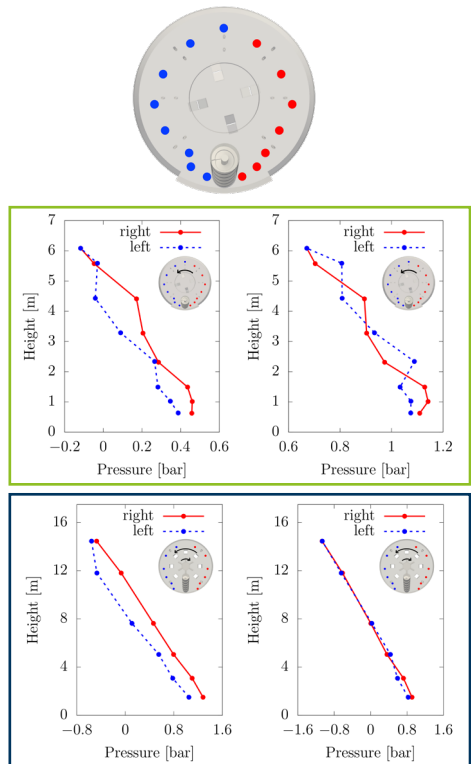 7
6
5
4
3
2
1
0
−0.2 0 0.2 0.4 0.6
Height [m]
Pressure [bar]
right
left
7
6
5
4
3
2
1
0
0.6 0.8 1 1.2
Height [m]
Pressure [bar]
right
left
16
12
8
4
0
−0.8 0 0.8 1.6
Height [m]
Pressure [bar]
right
left
16
12
8
4
0
−1.6 −0.8 0 0.8 1.6
Height [m]
Pressure [bar]
right
left